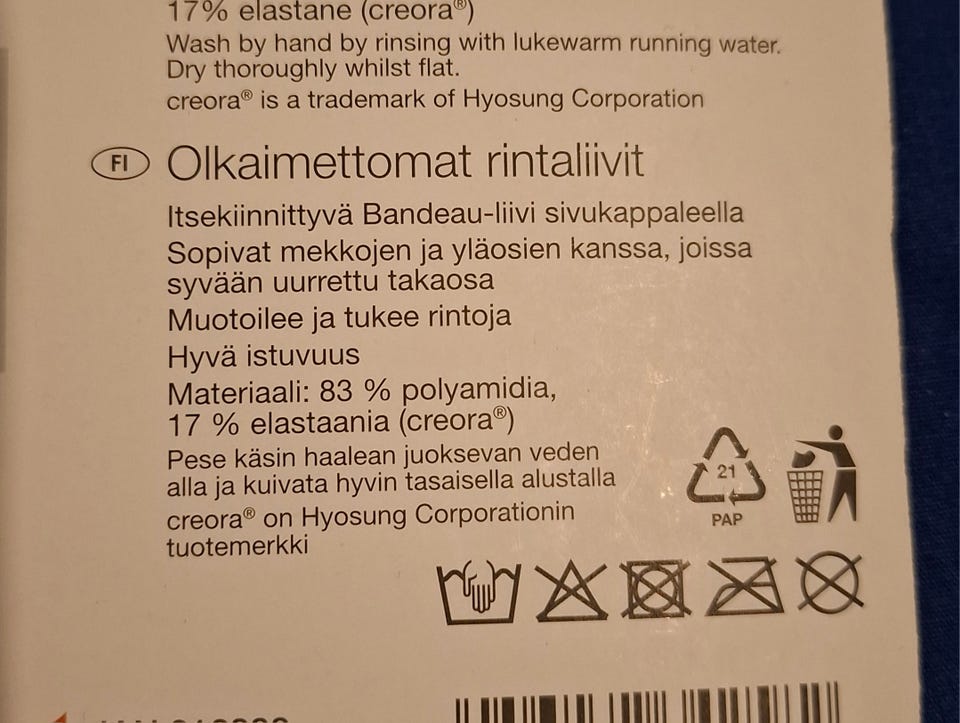 17% elastane (creora®)
Wash by hand by rinsing with lukewarm running water.
Dry thoroughly whilst flat.
creora® is a trademark of Hyosung Corporation
FI Olkaimettomat rintaliivit
Itsekiinnittyvä Bandeau-liivi sivukappaleella
Sopivat mekkojen ja yläosien kanssa, joissa
syvään uurrettu takaosa
Muotoilee ja tukee rintoja
Hyvä istuvuus
Materiaali: 83 % polyamidia,
17 % elastaania (creora®)
Pese käsin haalean juoksevan veden
alla ja kuivata hyvin tasaisella alustalla
creora® on Hyosung Corporationin
tuotemerkki
21
PAP